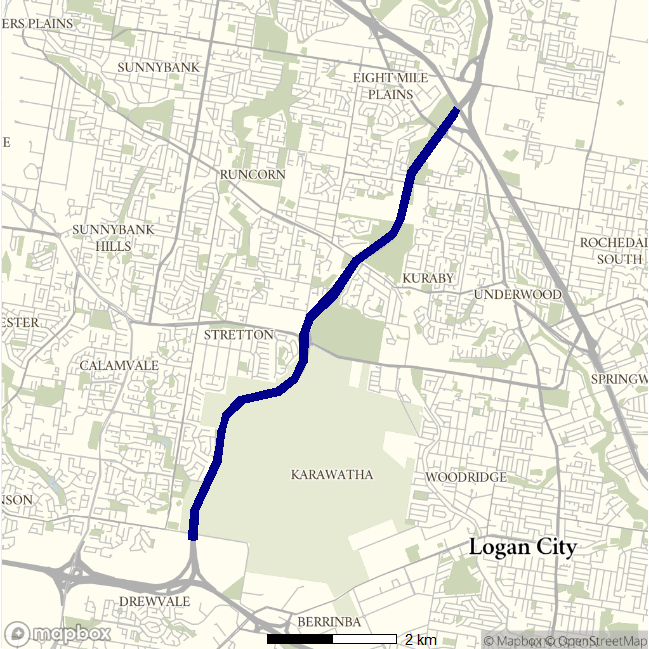 ERS PLAINS
SUNNYBANK
EIGHT MILE
PLAINS
E
RUNCORN
SUNNYBANK
HILLS
ROCHEDAL
SOUTH
KURABY
UNDERWOOD
ESTER
STRETTON
CALAMVALE
SPRINGW
KARAWATHA
WOODRIDGE
NSON
Logan City
DREWVALE
BERRINBA
mapbox
2 km
© Mapbox © OpenStreetMap